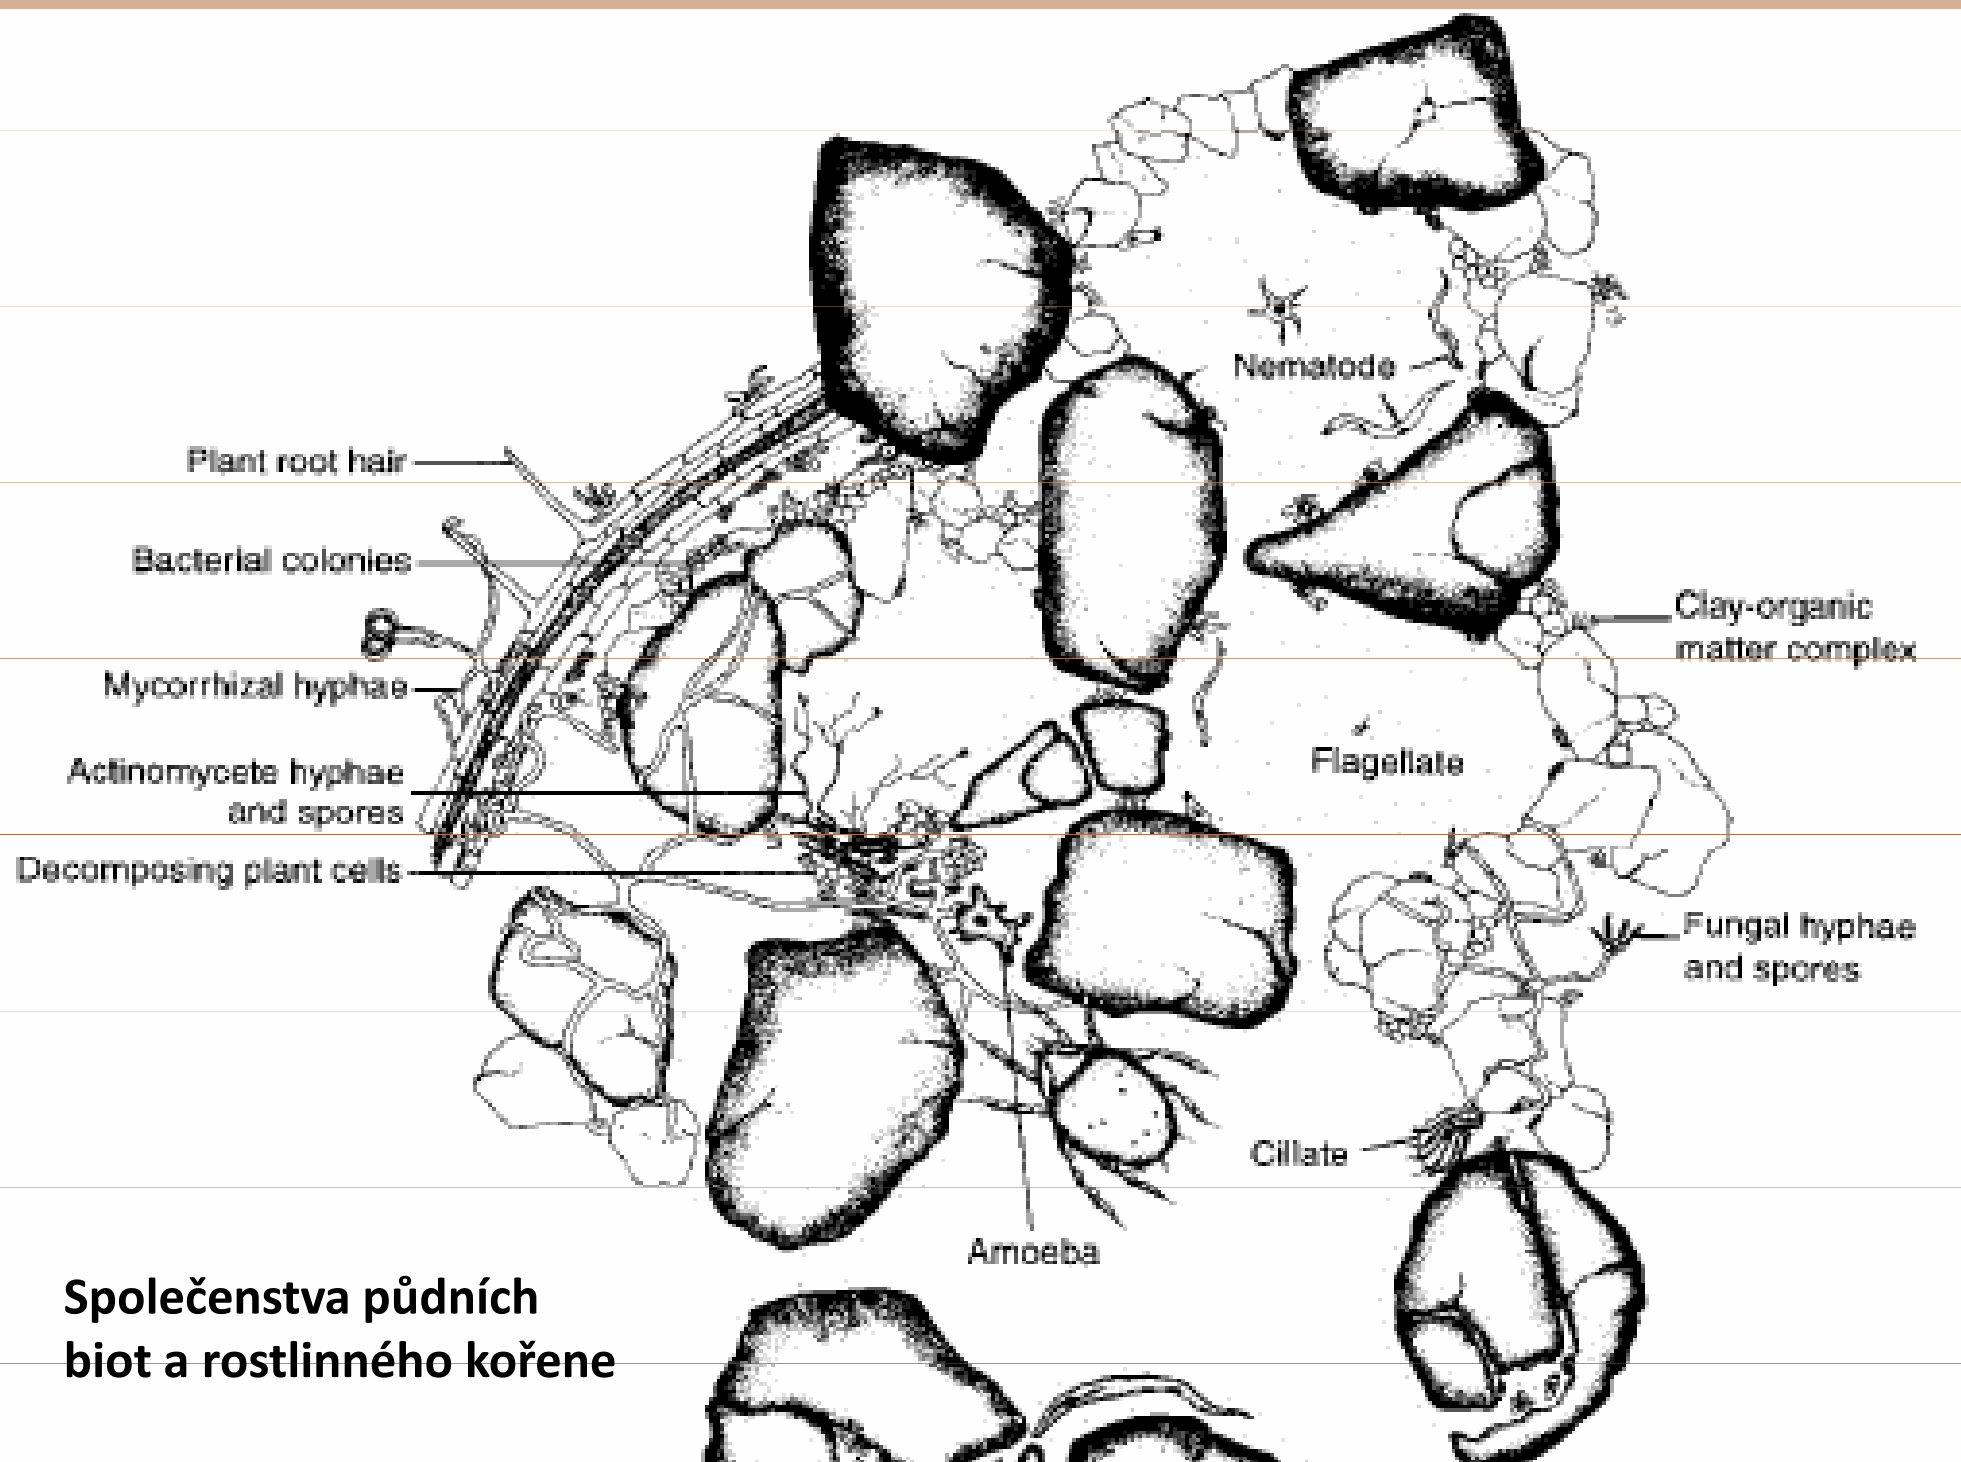 Nematode
Plant root hair
Bacterial colonies
Clay-organic
matter complex
Mycorrhizal hyphae
Flagellate
Actinomycete hyphae
and spores
Decomposing plant cells
Fungal hyphae
and spores
Cillate
Amoeba
Společenstva půdních
biot a rostlinného kořene